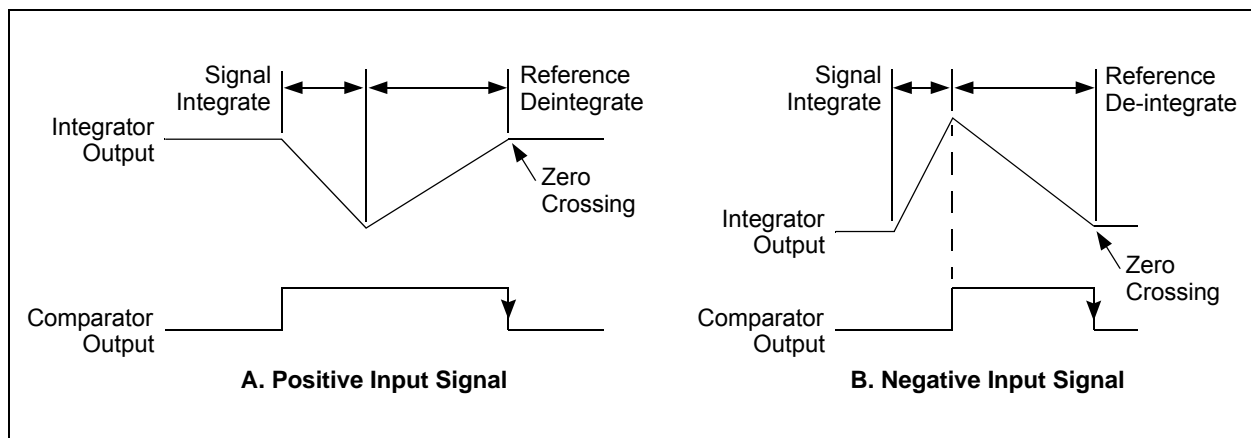 Signal
Integrate
Reference
Deintegrate
Integrator
Output
Zero
Crossing
Comparator
Output
A. Positive Input Signal
Signal
Integrate
Reference
De-integrate
Integrator
Output
Zero
Crossing
Comparator
Output
B. Negative Input Signal